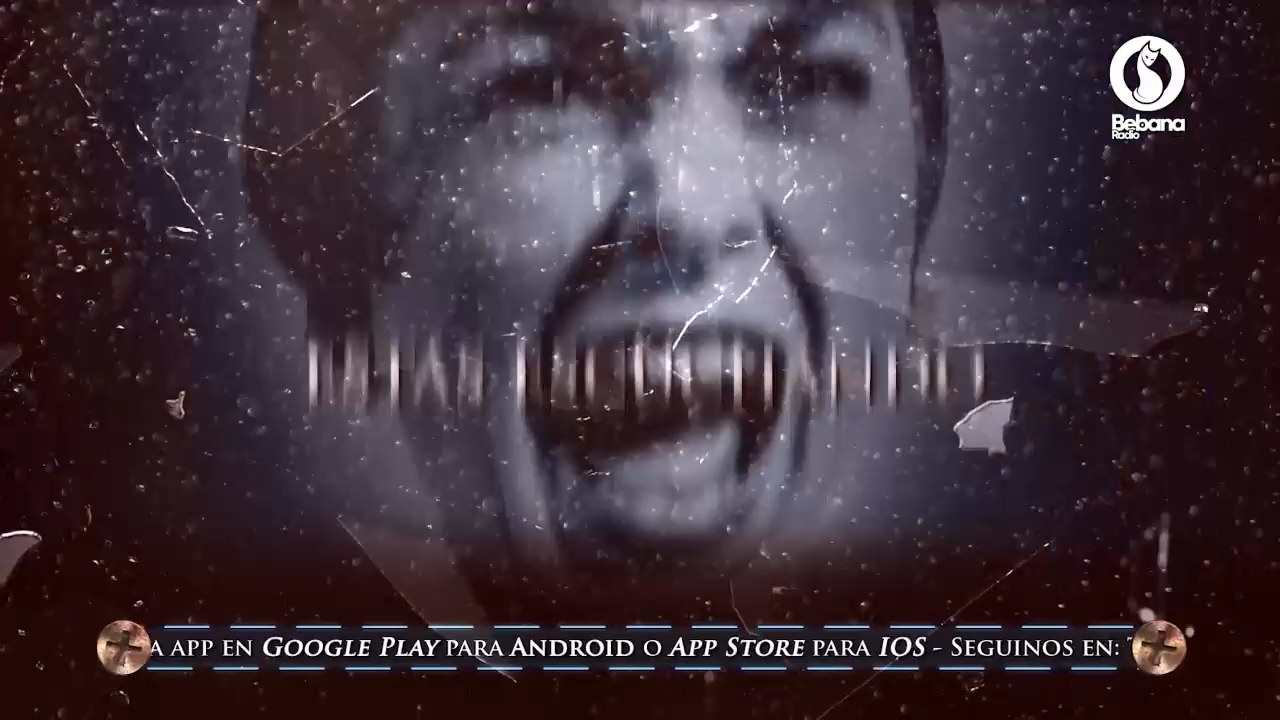 Bebana
Radio
A APP EN GOOGLE PLAY PARA ANDROID O APP STORE PARA IOS - SEGUINOS EN: